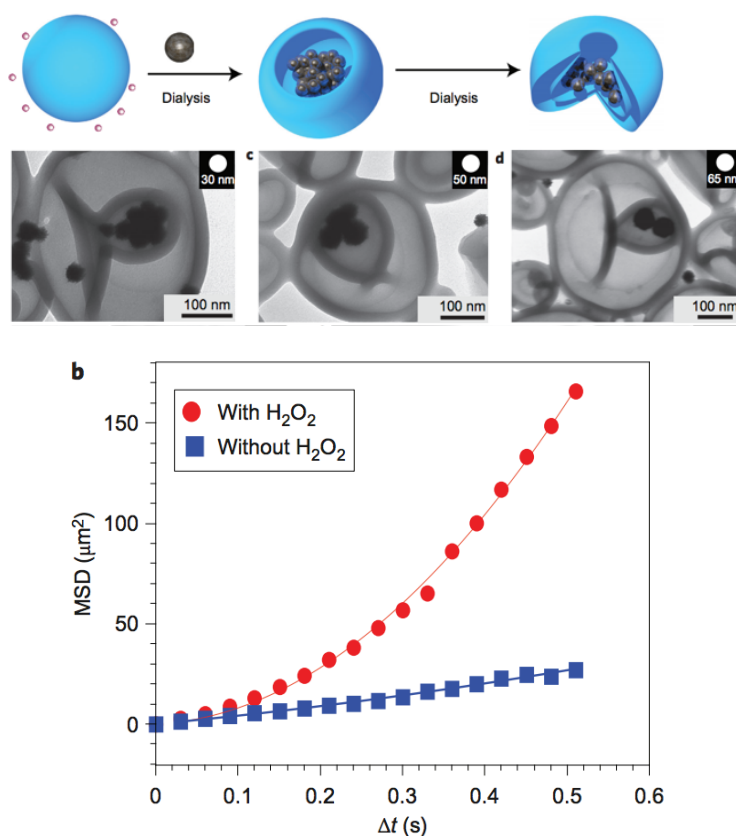 Dialysis
Dialysis
30 nm
100 nm
c
50 nm
100 nm
d
65 nm
100 nm
b
With H₂O₂
Without H₂O₂
MSD (μm²)
150
100
50
0
0
0.1
0.2
0.3
0.4
0.5
0.6
Δt (s)